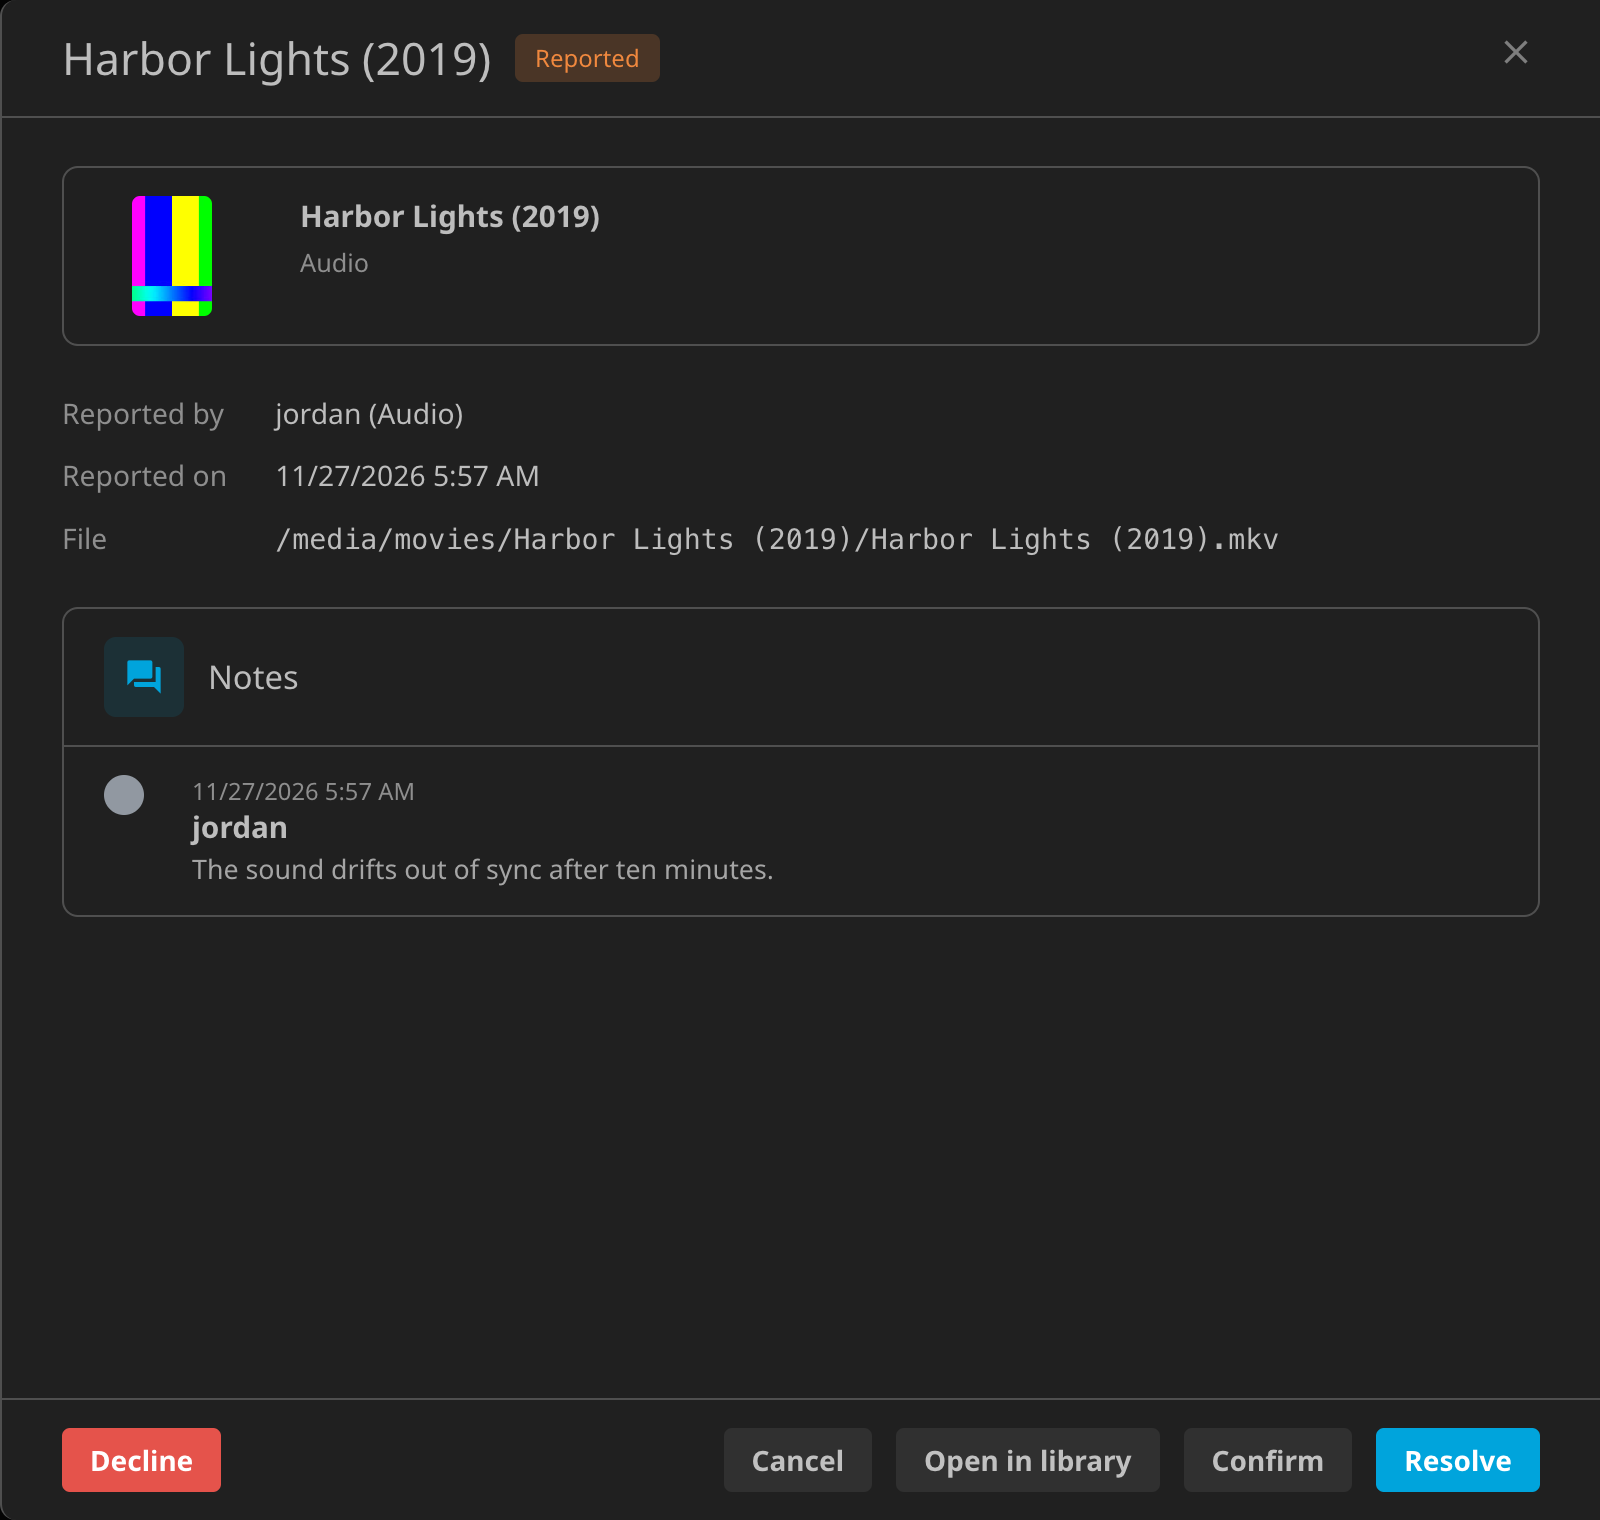 Harbor Lights (2019) Reported
Harbor Lights (2019)
Audio
Reported by jordan (Audio)
Reported on 11/27/2026 5:57 AM
File /media/movies/Harbor Lights (2019)/Harbor Lights (2019).mkv
Notes
11/27/2026 5:57 AM
jordan
The sound drifts out of sync after ten minutes.
Decline Cancel Open in library Confirm Resolve